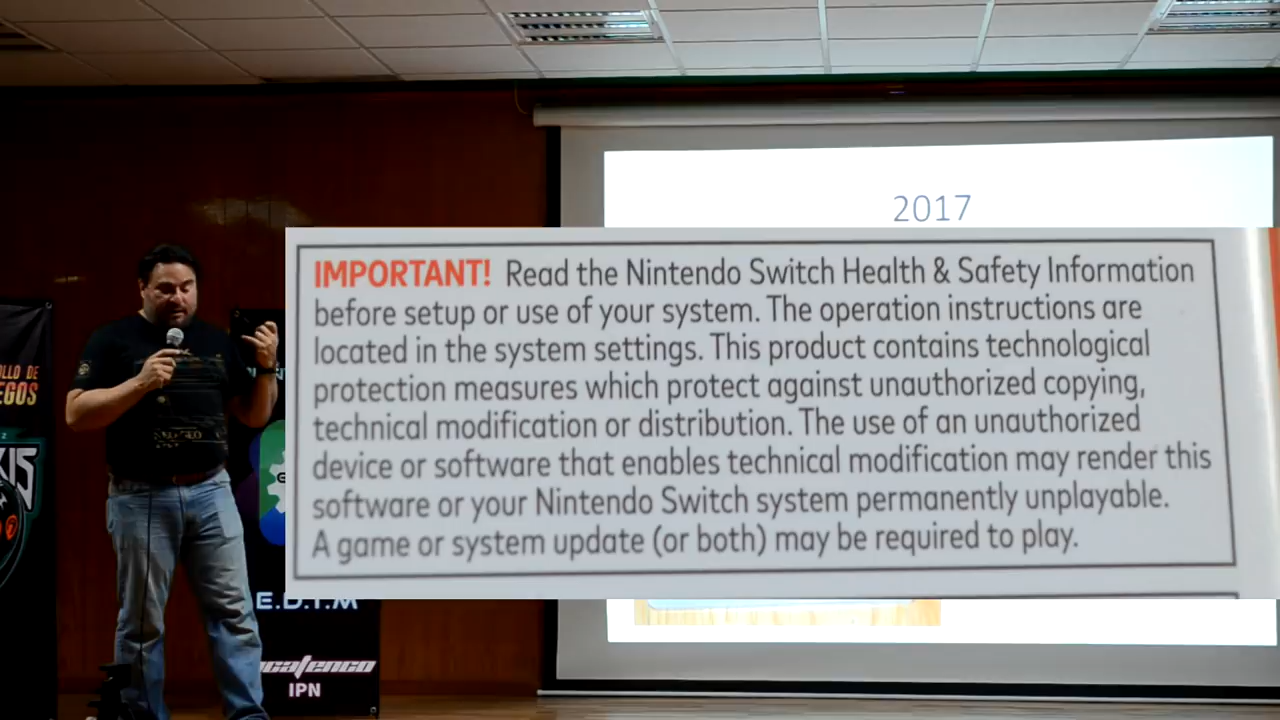 2017
IMPORTANT! Read the Nintendo Switch Health & Safety Information
before setup or use of your system. The operation instructions are
located in the system settings. This product contains technological
protection measures which protect against unauthorized copying,
technical modification or distribution. The use of an unauthorized
device or software that enables technical modification may render this
software or your Nintendo Switch system permanently unplayable.
A game or system update (or both) may be required to play.
E.D.I.M
IPN